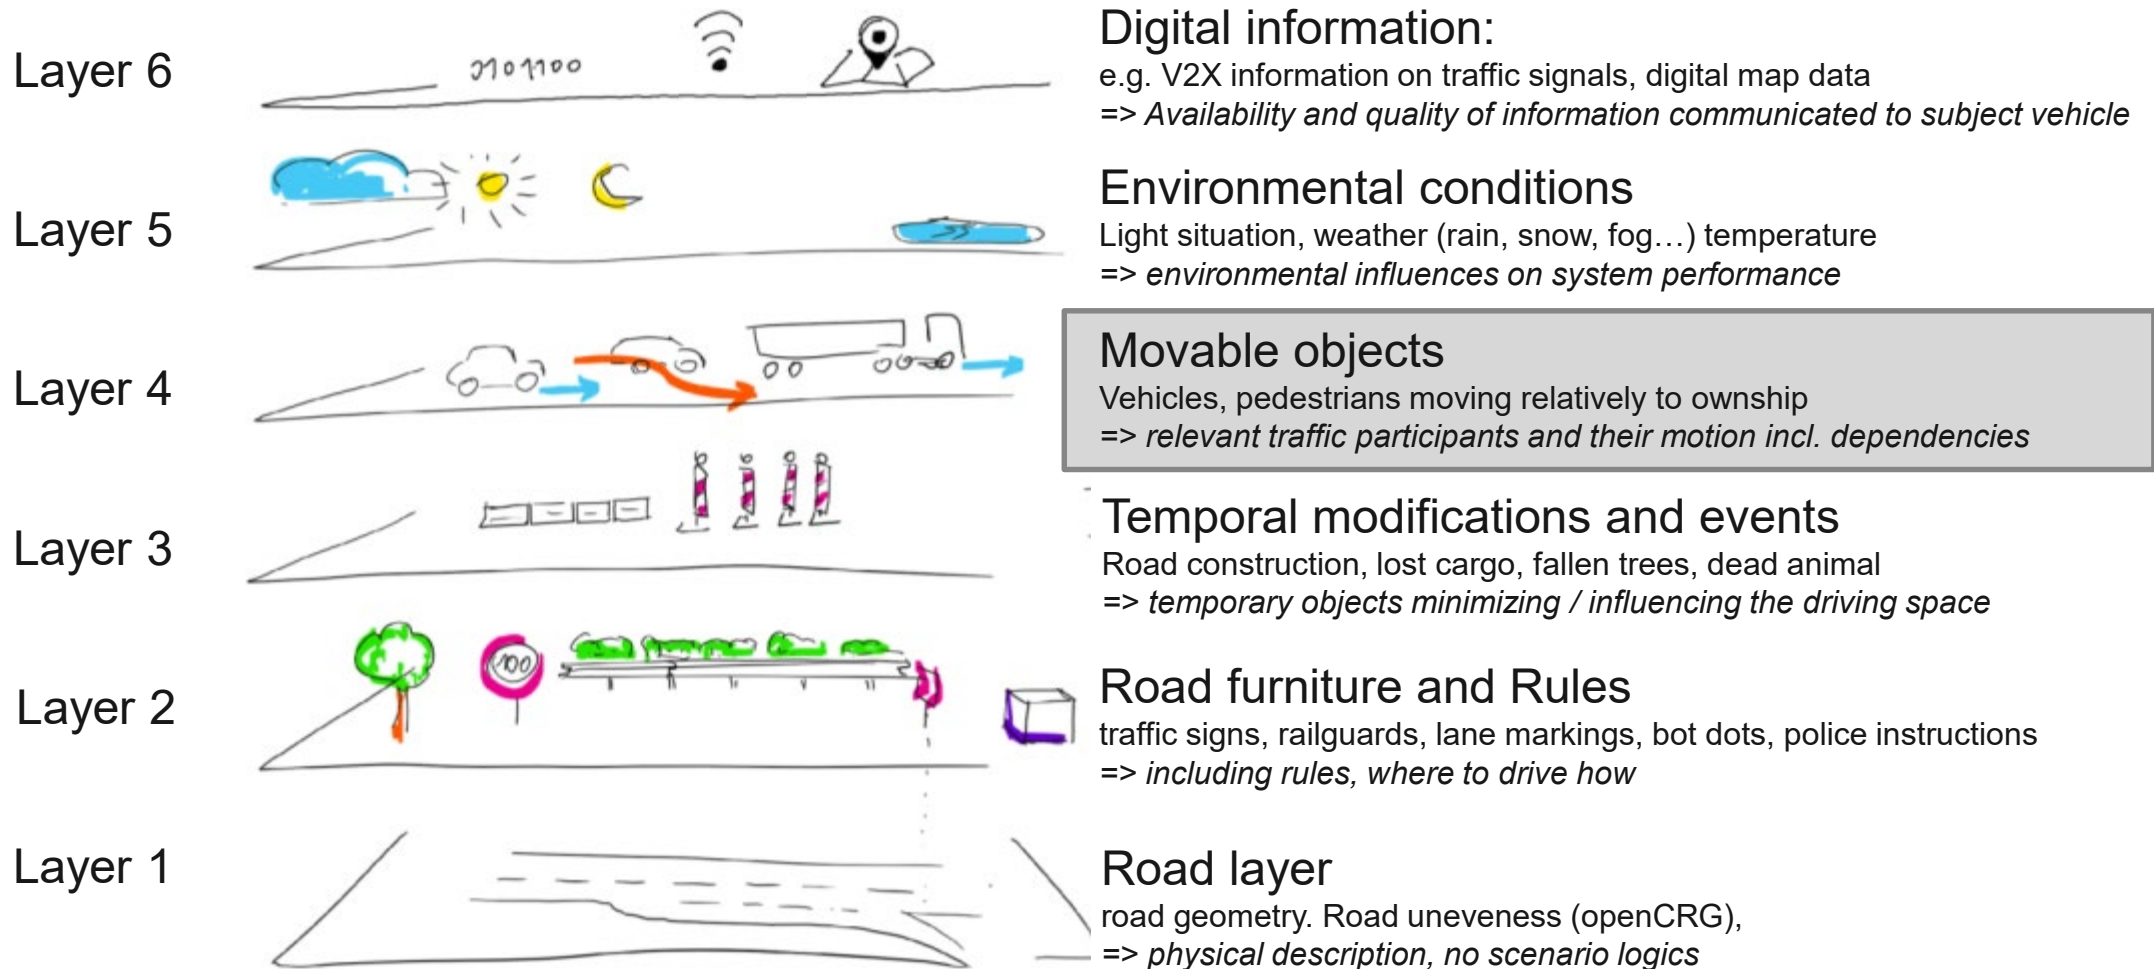 Layer 6
0101100
Digital information:
e.g. V2X information on traffic signals, digital map data
=> Availability and quality of information communicated to subject vehicle
Layer 5
Environmental conditions
Light situation, weather (rain, snow, fog…) temperature
=> environmental influences on system performance
Layer 4
Movable objects
Vehicles, pedestrians moving relatively to ownship
=> relevant traffic participants and their motion incl. dependencies
Layer 3
Temporal modifications and events
Road construction, lost cargo, fallen trees, dead animal
=> temporary objects minimizing / influencing the driving space
Layer 2
100
Road furniture and Rules
traffic signs, railguards, lane markings, bot dots, police instructions
=> including rules, where to drive how
Layer 1
Road layer
road geometry. Road uneveness (openCRG),
=> physical description, no scenario logics